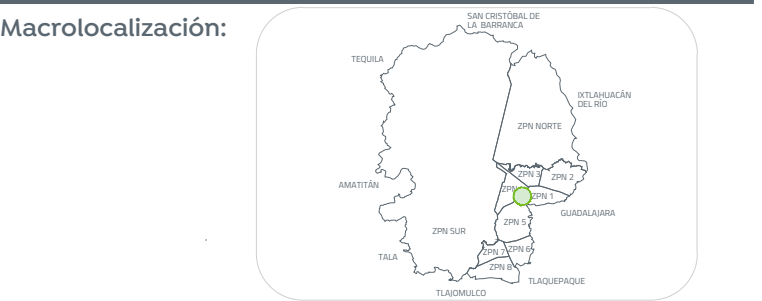 Macrolocalización:
SAN CRISTÓBAL DE
LA BARRANCA
TEQUILA
IXTLAHUACÁN
DEL RÍO
ZPN NORTE
ZPN 3
ZPN 2
AMATITÁN
ZPN
ZPN 1
GUADALAJARA
ZPN 5
ZPN SUR
ZPN 6
ZPN 7
TALA
ZPN 8
TLAQUEPAQUE
TLAJOMULCO